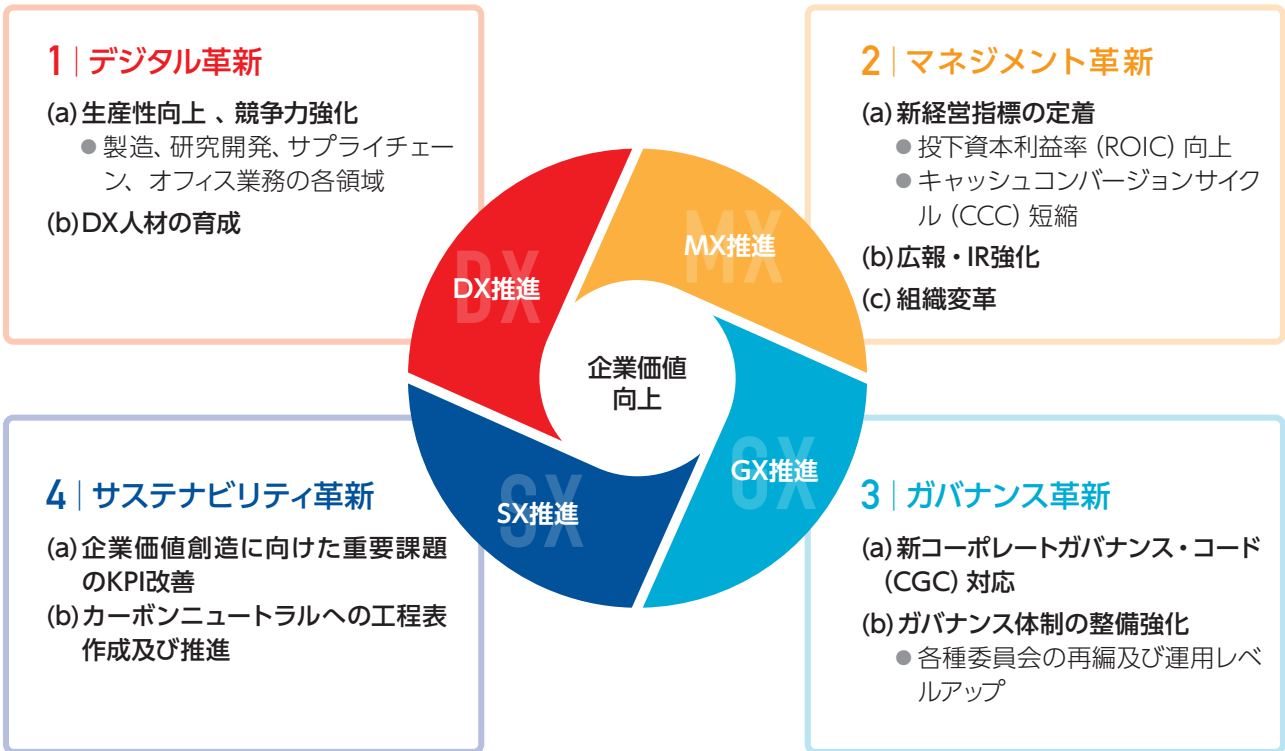 1｜デジタル革新
(a)生産性向上 、競争力強化
● 製造、研究開発、サプライチェー
ン、オフィス業務の各領域
(b)DX人材の育成
2｜マネジメント革新
(a)新経営指標の定着
● 投下資本利益率 (ROIC) 向上
● キャッシュコンバージョンサイク
ル (CCC) 短縮
(b)広報・IR強化
(c)組織変革
DX
DX推進
MX
MX推進
企業価値
向上
SX
SX推進
GX
GX推進
4｜サステナビリティ革新
(a)企業価値創造に向けた重要課題
のKPI改善
(b)カーボンニュートラルへの工程表
作成及び推進
3｜ガバナンス革新
(a)新コーポレートガバナンス・コード
(CGC) 対応
(b)ガバナンス体制の整備強化
● 各種委員会の再編及び運用レベ
ルアップ